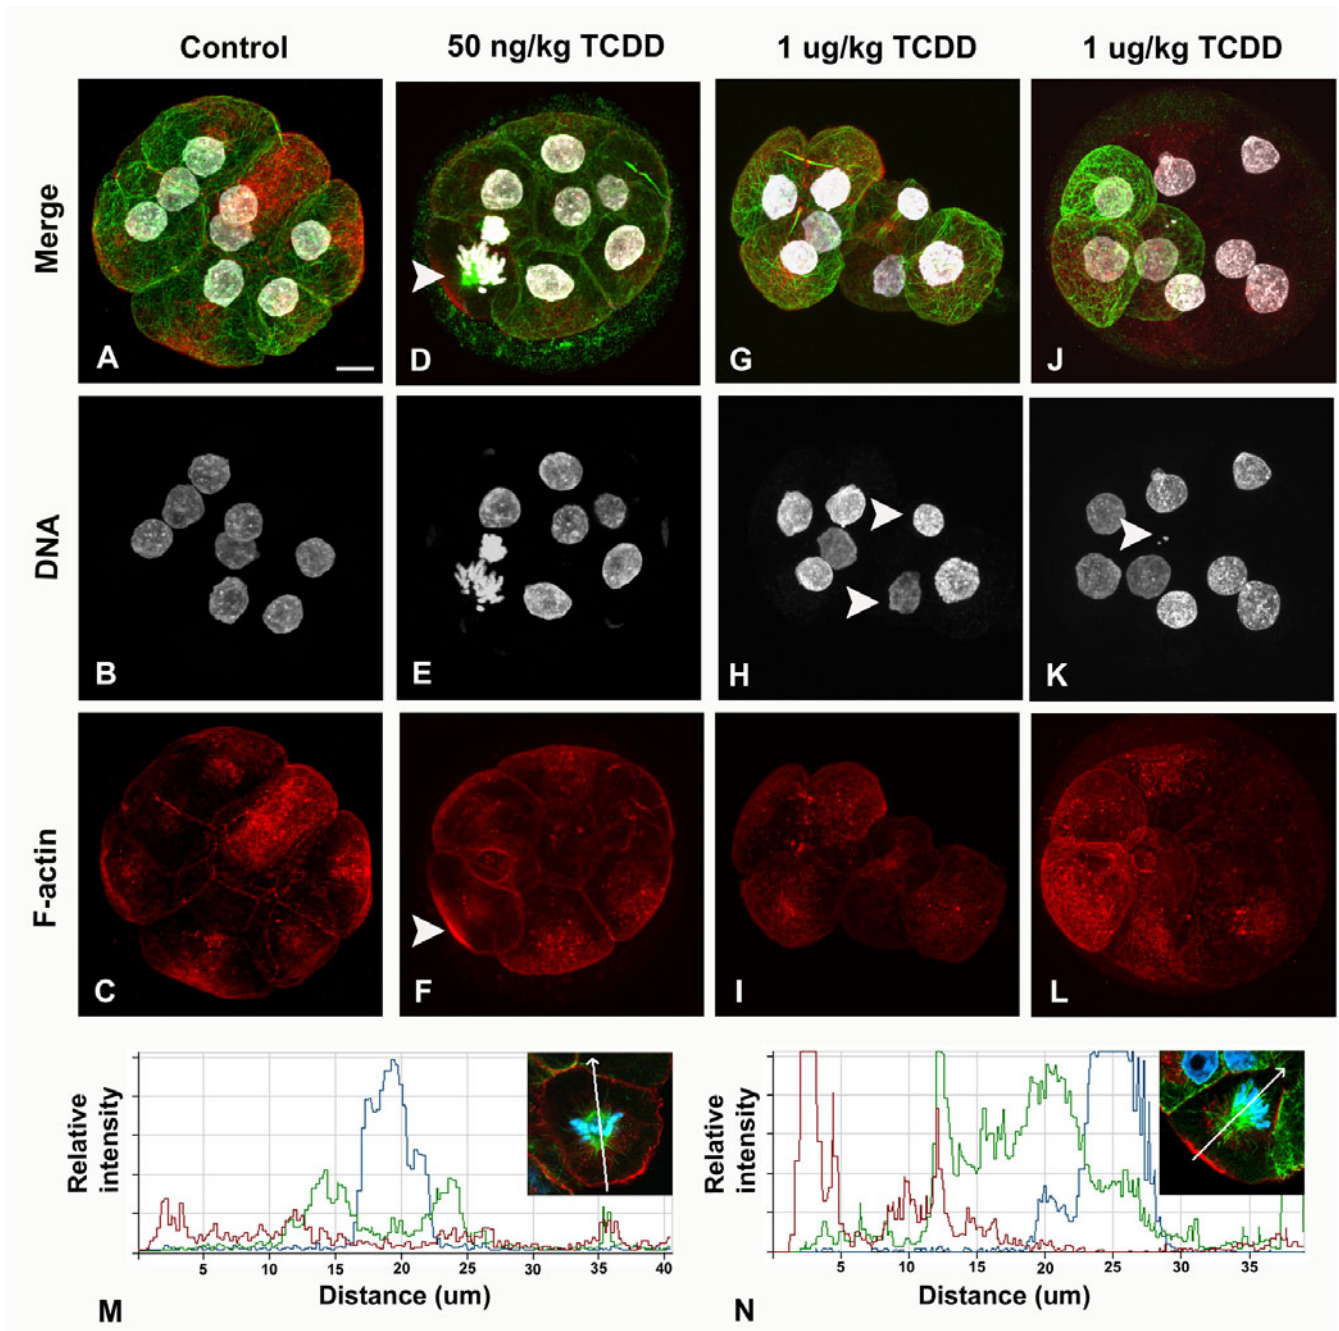 Control 50 ng/kg TCDD 1 ug/kg TCDD 1 ug/kg TCDD
Merge
A D G J
DNA
B E H K
F-actin
C F I L
Relative
intensity
5 10 15 20 25 30 35 40
Distance (um)
M
Relative
intensity
5 10 15 20 25 30 35
Distance (um)
N